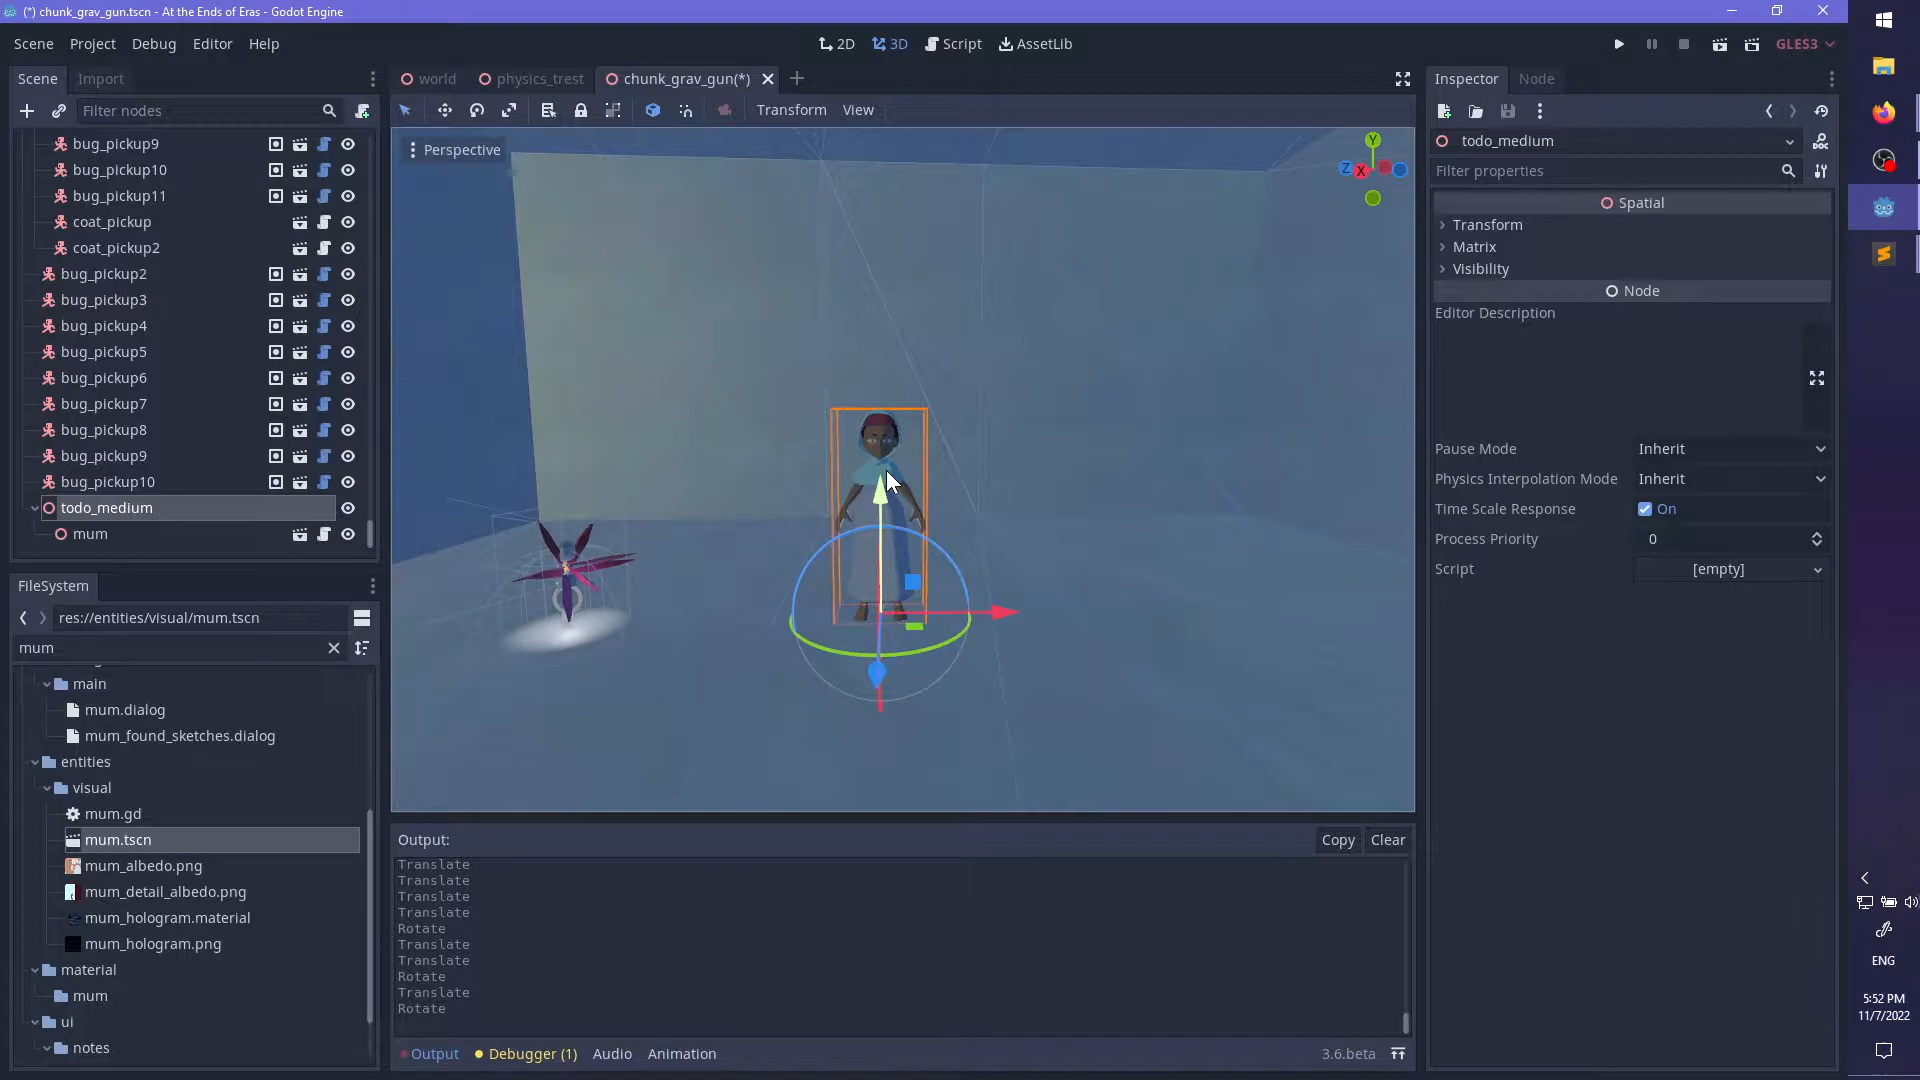 (*) chunk_grav_gun.tscn - At the Ends of Eras - Godot Engine
Scene Project Debug Editor Help
2D 3D Script AssetLib
GLES3
Scene Import
world physics_trest chunk_grav_gun(*)
Inspector Node
Filter nodes
Transform View
todo_medium
Filter properties
Perspective
Y
Z X
bug_pickup9
bug_pickup10
bug_pickup11
coat_pickup
coat_pickup2
bug_pickup2
bug_pickup3
bug_pickup4
bug_pickup5
bug_pickup6
bug_pickup7
bug_pickup8
bug_pickup9
bug_pickup10
todo_medium
mum
Spatial
Transform
Matrix
Visibility
Node
Editor Description
Pause Mode Inherit
Physics Interpolation Mode Inherit
Time Scale Response On
Process Priority 0
Script [empty]
FileSystem
res://entities/visual/mum.tscn
mum
main
mum.dialog
mum_found_sketches.dialog
entities
visual
mum.gd
mum.tscn
mum_albedo.png
mum_detail_albedo.png
mum_hologram.material
mum_hologram.png
material
mum
ui
notes
Output: Copy Clear
Translate
Translate
Translate
Translate
Rotate
Translate
Translate
Rotate
Translate
Rotate
Output Debugger (1) Audio Animation 3.6.beta
ENG
5:52 PM
11/7/2022